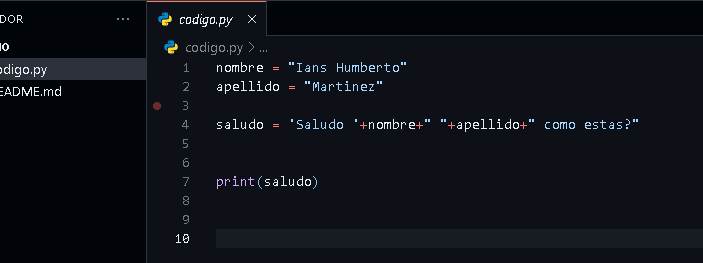 DOR
codigo.py
go
odigo.py
EADME.md
codigo.py > ...
1 nombre = "Ians Humberto"
2 apellido = "Martinez"
3
4 saludo = 'Saludo '+nombre+" "+apellido+" como estas?"
5
6
7 print(saludo)
8
9
10